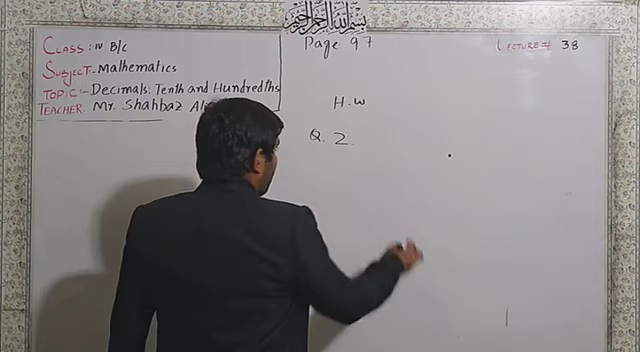 بسم الله الرحمن الرحيم
CLASS: IV B/C
Page 97
LECTURE# 38
SUBJECT:- Mathematics
TOPIC:- Decimals: Tenth and Hundredths
TEACHER. Mr. Shahbaz Ali
H.W
Q. 2.